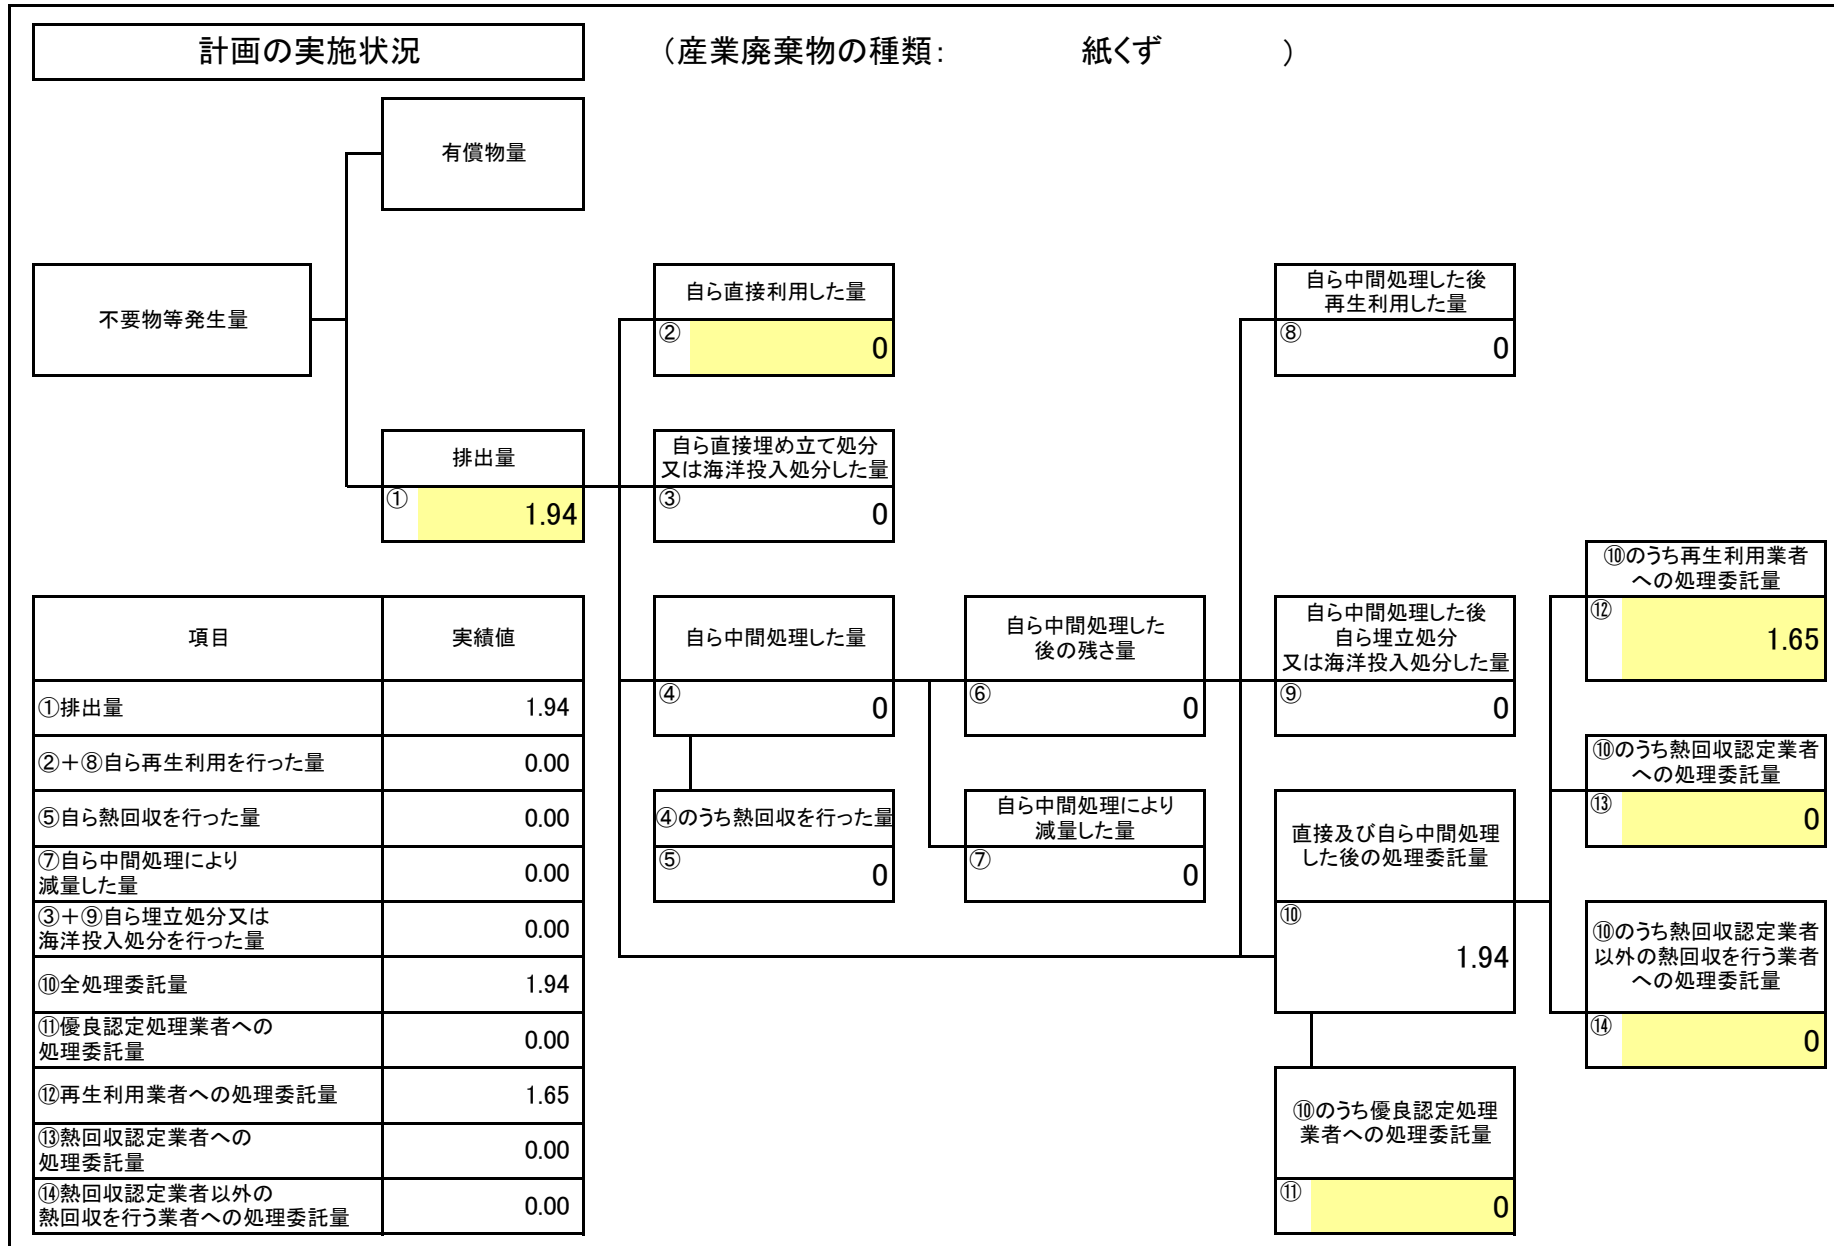 計画の実施状況
（産業廃棄物の種類： 紙くず ）
有償物量
不要物等発生量
自ら直接利用した量
②
0
自ら中間処理した後
再生利用した量
⑧
0
排出量
①
1.94
自ら直接埋め立て処分
又は海洋投入処分した量
③
0
⑩のうち再生利用業者
への処理委託量
⑫
1.65
自ら中間処理した量
④
0
自ら中間処理した
後の残さ量
⑥
0
自ら中間処理した後
自ら埋立処分
又は海洋投入処分した量
⑨
0
⑩のうち熱回収認定業者
への処理委託量
⑬
0
④のうち熱回収を行った量
⑤
0
自ら中間処理により
減量した量
⑦
0
直接及び自ら中間処理
した後の処理委託量
⑩
1.94
⑩のうち熱回収認定業者
以外の熱回収を行う業者
への処理委託量
⑭
0
⑩のうち優良認定処理
業者への処理委託量
⑪
0
項目 実績値
①排出量 1.94
②＋⑧自ら再生利用を行った量 0.00
⑤自ら熱回収を行った量 0.00
⑦自ら中間処理により
減量した量 0.00
③＋⑨自ら埋立処分又は
海洋投入処分を行った量 0.00
⑩全処理委託量 1.94
⑪優良認定処理業者への
処理委託量 0.00
⑫再生利用業者への処理委託量 1.65
⑬熱回収認定業者への
処理委託量 0.00
⑭熱回収認定業者以外の
熱回収を行う業者への処理委託量 0.00